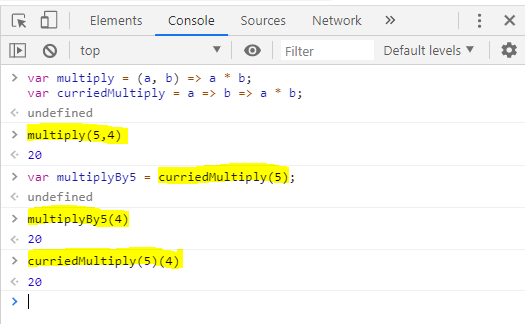 Elements Console Sources Network »
top Filter Default levels
> var multiply = (a, b) => a * b;
var curriedMultiply = a => b => a * b;
undefined
> multiply(5,4)
20
> var multiplyBy5 = curriedMultiply(5);
undefined
> multiplyBy5(4)
20
> curriedMultiply(5)(4)
20
>